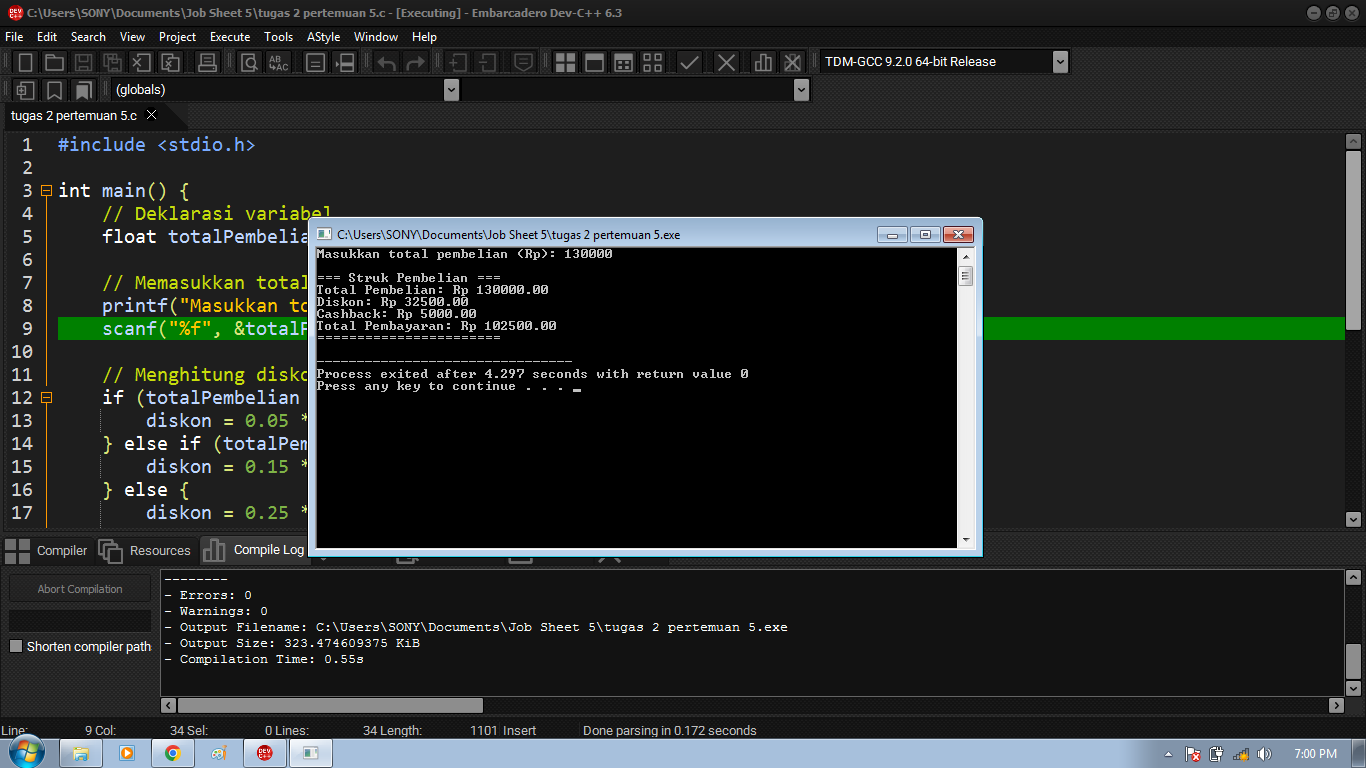 C:\Users\SONY\Documents\Job Sheet 5\tugas 2 pertemuan 5.c - [Executing] - Embarcadero Dev-C++ 6.3
File Edit Search View Project Execute Tools AStyle Window Help
TDM-GCC 9.2.0 64-bit Release
(globals)
tugas 2 pertemuan 5.c
1 #include <stdio.h>
2
3 int main() {
4 // Deklarasi variabel
5 float totalPembelia
6
7 // Memasukkan total
8 printf("Masukkan to
9 scanf("%f", &totalP
10
11 // Menghitung disko
12 if (totalPembelian
13 diskon = 0.05 *
14 } else if (totalPem
15 diskon = 0.15 *
16 } else {
17 diskon = 0.25 *
C:\Users\SONY\Documents\Job Sheet 5\tugas 2 pertemuan 5.exe
Masukkan total pembelian (Rp): 130000
=== Struk Pembelian ===
Total Pembelian: Rp 130000.00
Diskon: Rp 32500.00
Cashback: Rp 5000.00
Total Pembayaran: Rp 102500.00
=======================
--------------------------------
Process exited after 4.297 seconds with return value 0
Press any key to continue . . . _
Compiler Resources Compile Log
Abort Compilation
Shorten compiler path
--------
- Errors: 0
- Warnings: 0
- Output Filename: C:\Users\SONY\Documents\Job Sheet 5\tugas 2 pertemuan 5.exe
- Output Size: 323.474609375 KiB
- Compilation Time: 0.55s
Line: 9 Col: 34 Sel: 0 Lines: 34 Length: 1101 Insert Done parsing in 0.172 seconds
7:00 PM